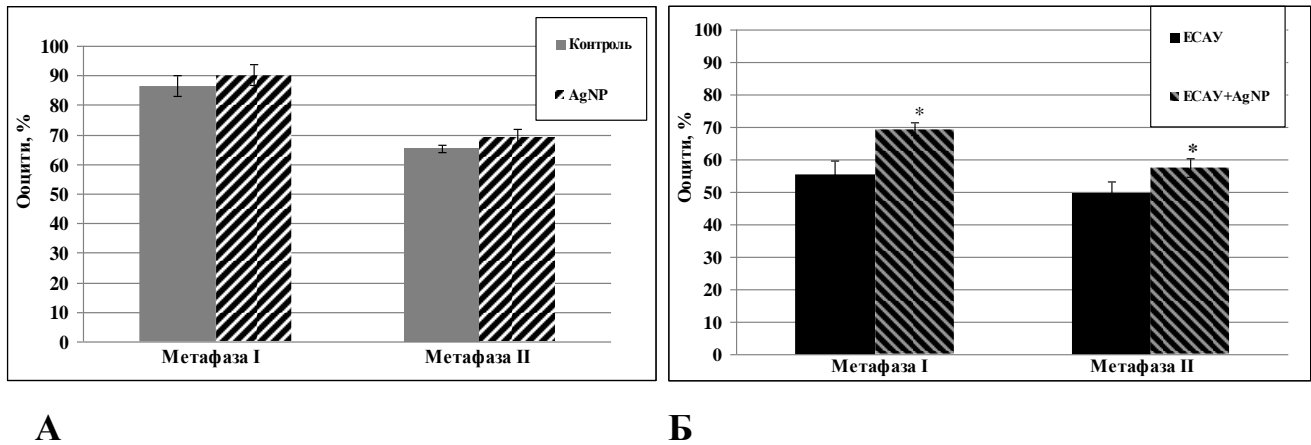 Контроль
AgNP
Ооцити, %
100
90
80
70
60
50
40
30
20
10
0
Метафаза I
Метафаза II
А
ЕСАУ
ЕСАУ+AgNP
Ооцити, %
100
90
80
70
60
50
40
30
20
10
0
*
*
Метафаза I
Метафаза II
Б